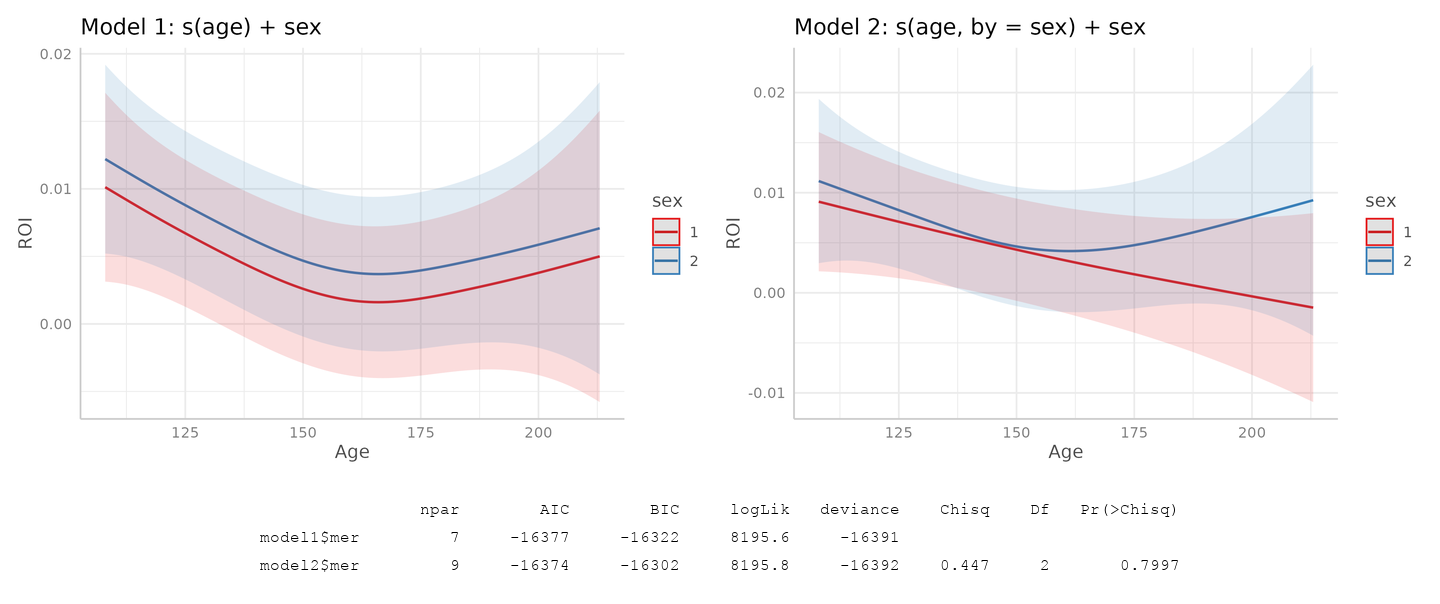 Model 1: s(age) + sex
0.02
0.01
0.00
ROI
125 150 175 200
Age
sex
1
2
Model 2: s(age, by = sex) + sex
0.02
0.01
0.00
-0.01
ROI
125 150 175 200
Age
sex
1
2
npar AIC BIC logLik deviance Chisq Df Pr(>Chisq)
model1$mer 7 -16377 -16322 8195.6 -16391
model2$mer 9 -16374 -16302 8195.8 -16392 0.447 2 0.7997